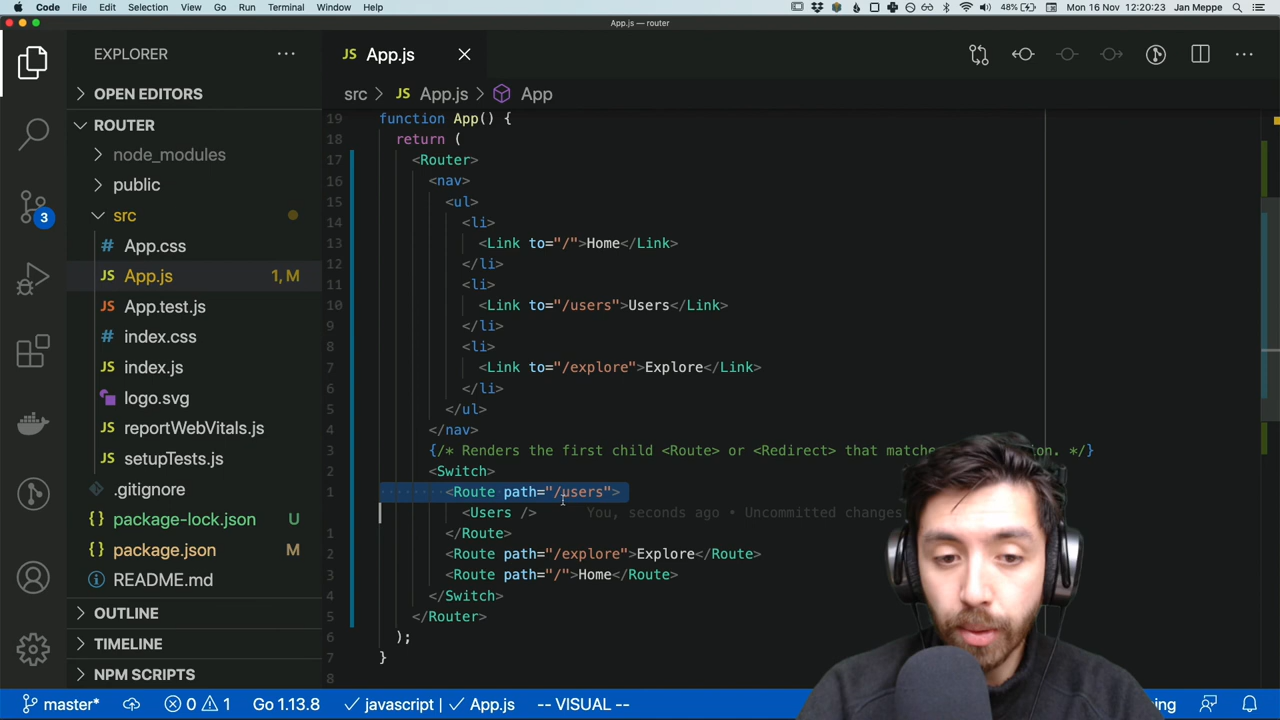 Code File Edit Selection View Go Run Terminal Window Help 48% Mon 16 Nov 12:20:23 Jan Meppe
App.js — router
EXPLORER
JS App.js
OPEN EDITORS
src > JS App.js > App
ROUTER
node_modules
public
src
# App.css
JS App.js 1, M
JS App.test.js
# index.css
JS index.js
logo.svg
JS reportWebVitals.js
JS setupTests.js
.gitignore
{} package-lock.json U
{} package.json M
README.md
OUTLINE
TIMELINE
NPM SCRIPTS
3
19 function App() {
18 return (
17 <Router>
16 <nav>
15 <ul>
14 <li>
13 <Link to="/">Home</Link>
12 </li>
11 <li>
10 <Link to="/users">Users</Link>
9 </li>
8 <li>
7 <Link to="/explore">Explore</Link>
6 </li>
5 </ul>
4 </nav>
3 {/* Renders the first child <Route> or <Redirect> that matches */}
2 <Switch>
1 <Route path="/users">
<Users /> You, seconds ago • Uncommitted changes
1 </Route>
2 <Route path="/explore">Explore</Route>
3 <Route path="/">Home</Route>
4 </Switch>
5 </Router>
6 );
7 }
8
master* 0 1 Go 1.13.8 javascript App.js -- VISUAL --